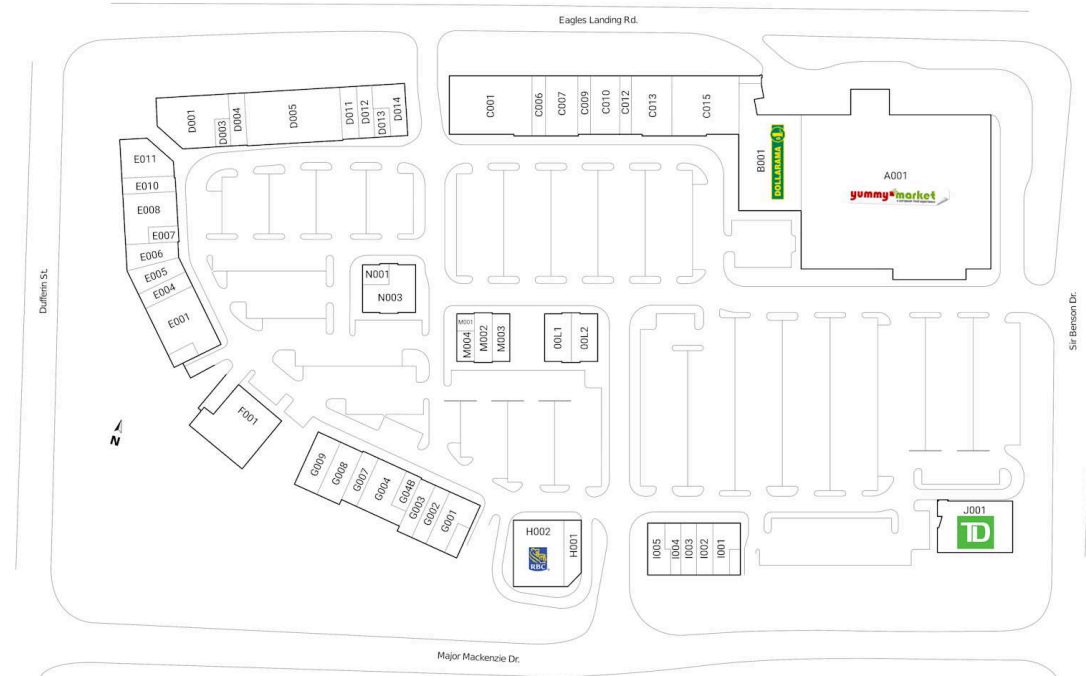 Eagles Landing Rd.
D001
D003
D004
D005
D011
D012
D013
D014
C001
C006
C007
C009
C010
C012
C013
C015
B001
DOLLARAMA
A001
yummy market
E011
E010
E008
E007
E006
E005
E004
E001
N001
N003
Dufferin St.
Sir Benson Dr.
M001
M004
M002
M003
00L1
00L2
F001
N
G009
G008
G007
G004
G04B
G003
G002
G001
H002
RBC
H001
I005
I004
I003
I002
I001
J001
TD
Major Mackenzie Dr.